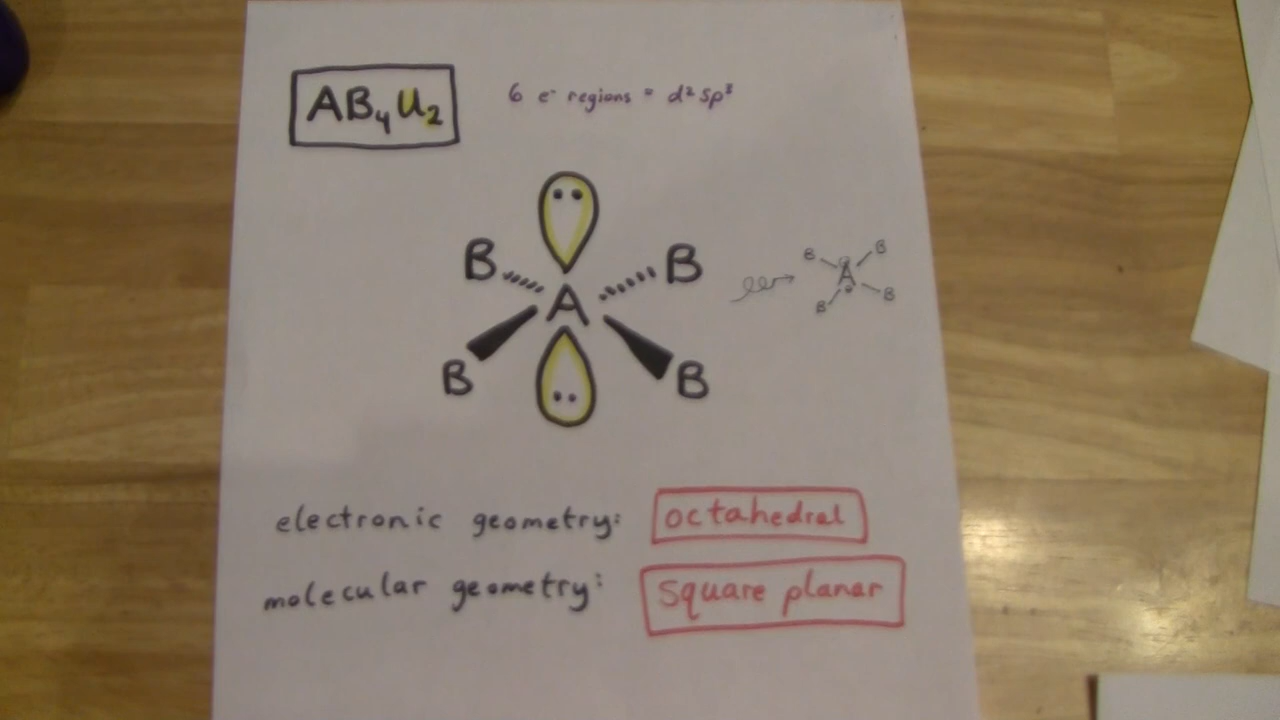 AB₄U₂
6 e⁻ regions = d²sp³
B B
A
B B
B B
A
B B
electronic geometry: octahedral
molecular geometry: square planar